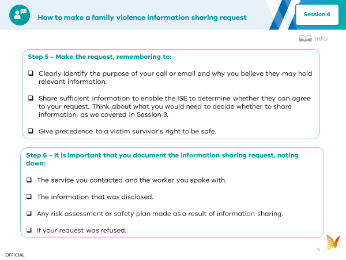 How to make a family violence information sharing request
Session 4
Info
Step 5 – Make the request, remembering to:
❑ Clearly identify the purpose of your call or email and why you believe they may hold
relevant information.
❑ Share sufficient information to enable the ISE to determine whether they can agree
to your request. Think about what you would need to decide whether to share
information, as we covered in Session 3.
❑ Give precedence to a victim survivor's right to be safe.
Step 6 – It is important that you document the information sharing request, noting
down:
❑ The service you contacted and the worker you spoke with.
❑ The information that was disclosed.
❑ Any risk assessment or safety plan made as a result of information sharing.
❑ If your request was refused.
OFFICIAL